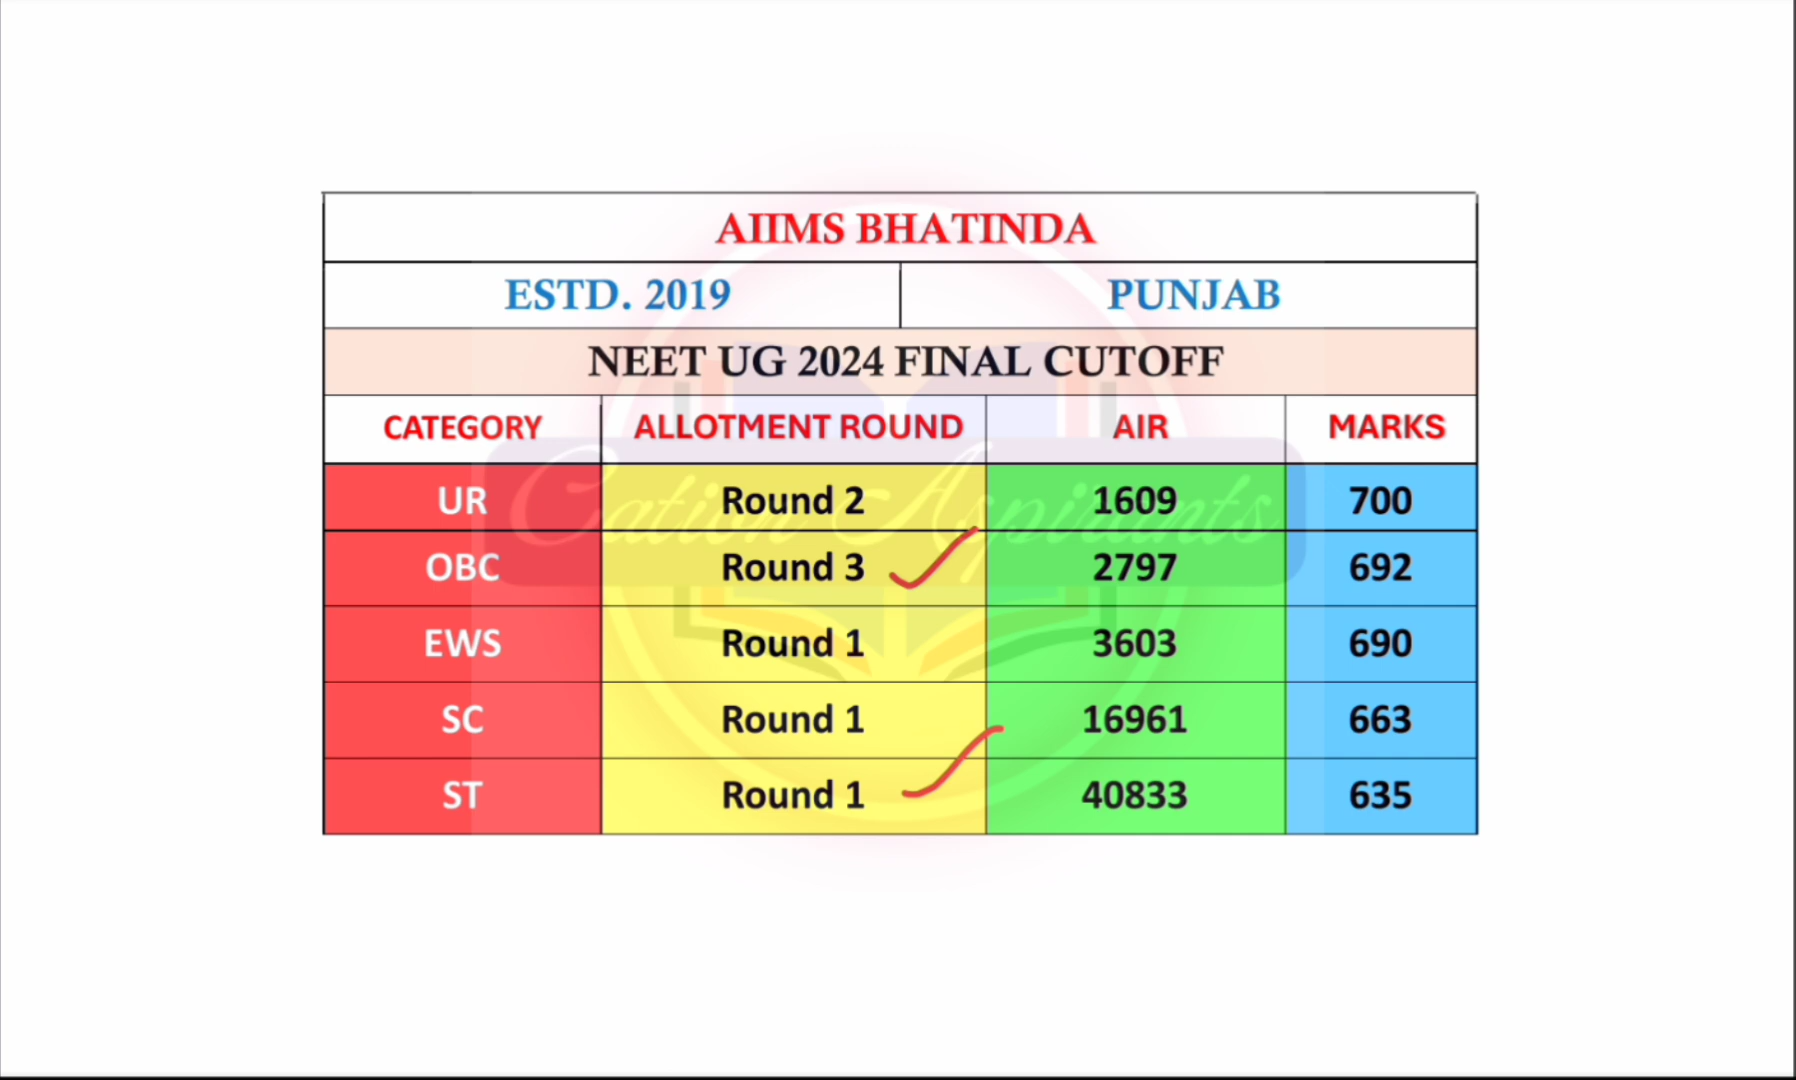 AIIMS BHATINDA
ESTD. 2019 PUNJAB
NEET UG 2024 FINAL CUTOFF
CATEGORY ALLOTMENT ROUND AIR MARKS
UR Round 2 1609 700
OBC Round 3 2797 692
EWS Round 1 3603 690
SC Round 1 16961 663
ST Round 1 40833 635
Cation Aspirants